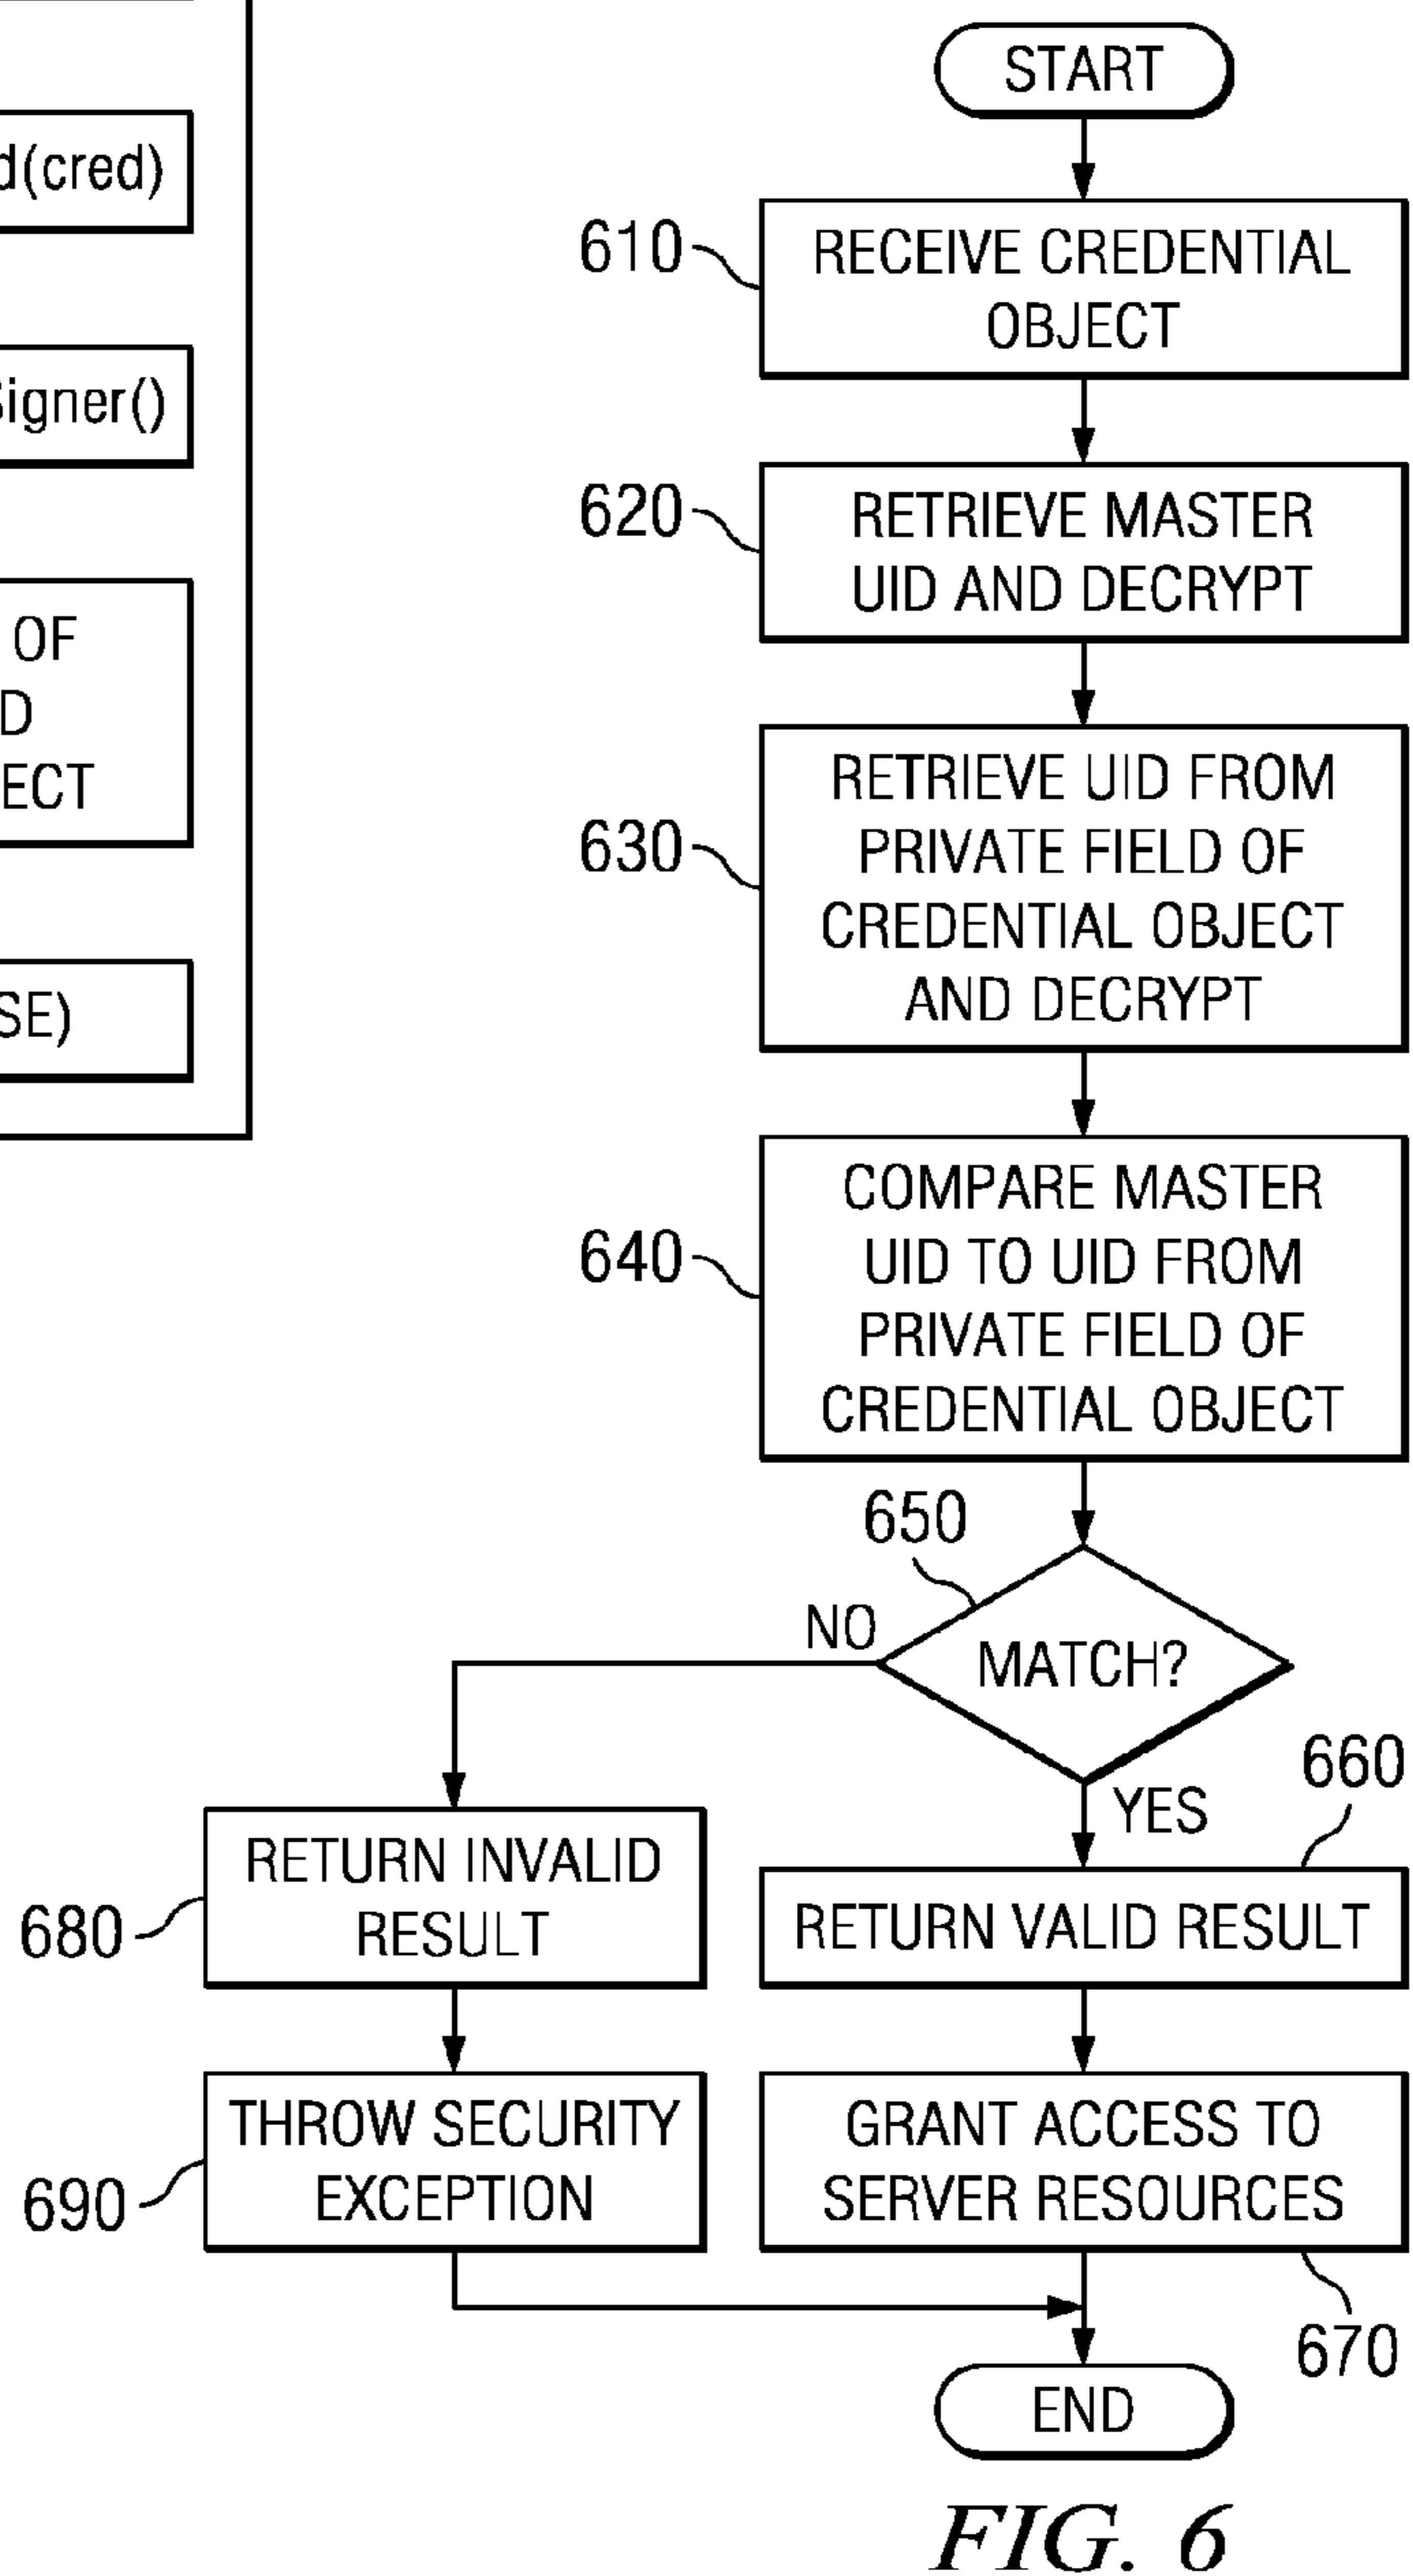 d(cred)
igner()
OF
D
ECT
SE)
START
610
RECEIVE CREDENTIAL
OBJECT
620
RETRIEVE MASTER
UID AND DECRYPT
630
RETRIEVE UID FROM
PRIVATE FIELD OF
CREDENTIAL OBJECT
AND DECRYPT
640
COMPARE MASTER
UID TO UID FROM
PRIVATE FIELD OF
CREDENTIAL OBJECT
650
MATCH?
NO
YES
660
RETURN VALID RESULT
680
RETURN INVALID
RESULT
690
THROW SECURITY
EXCEPTION
GRANT ACCESS TO
SERVER RESOURCES
670
END
FIG. 6